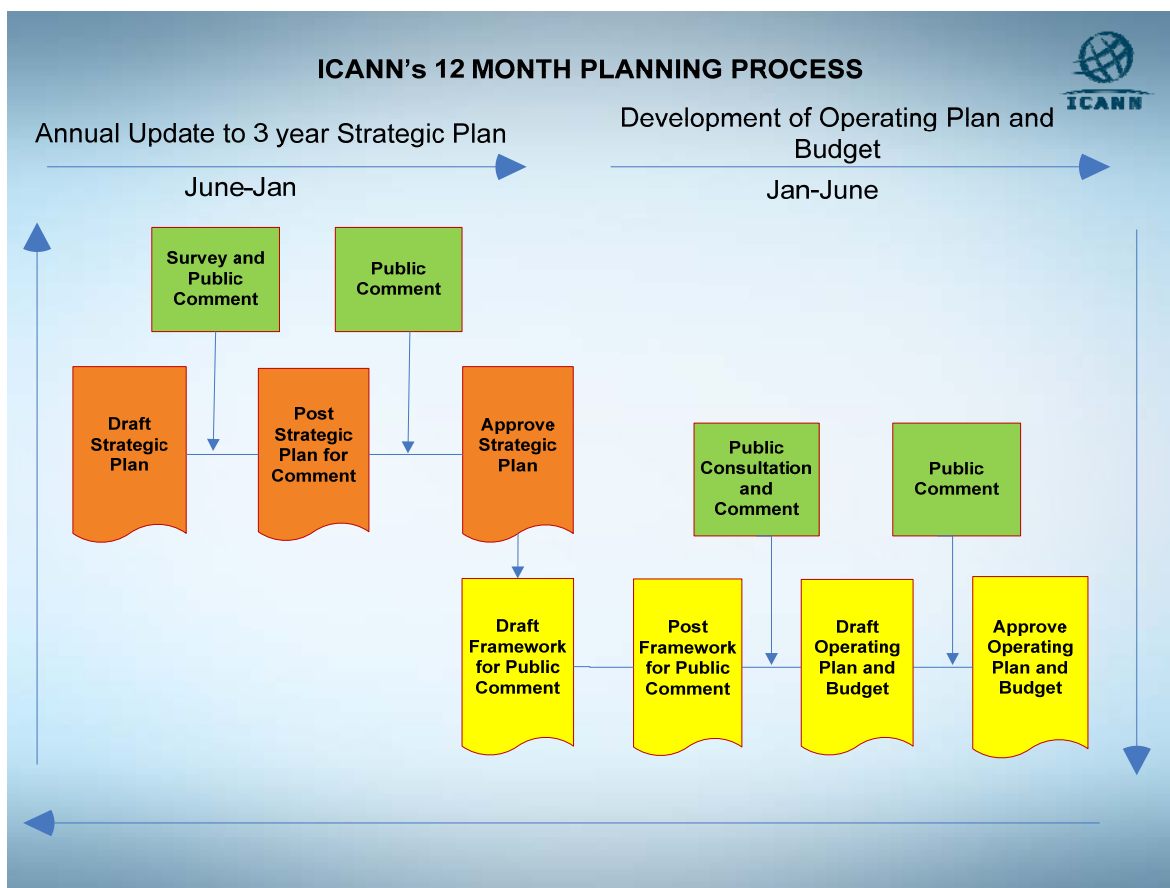 ICANN's 12 MONTH PLANNING PROCESS
ICANN
Annual Update to 3 year Strategic Plan
June-Jan
Development of Operating Plan and
Budget
Jan-June
Survey and
Public
Comment
Public
Comment
Draft
Strategic
Plan
Post
Strategic
Plan for
Comment
Approve
Strategic
Plan
Public
Consultation
and
Comment
Public
Comment
Draft
Framework
for Public
Comment
Post
Framework
for Public
Comment
Draft
Operating
Plan and
Budget
Approve
Operating
Plan and
Budget